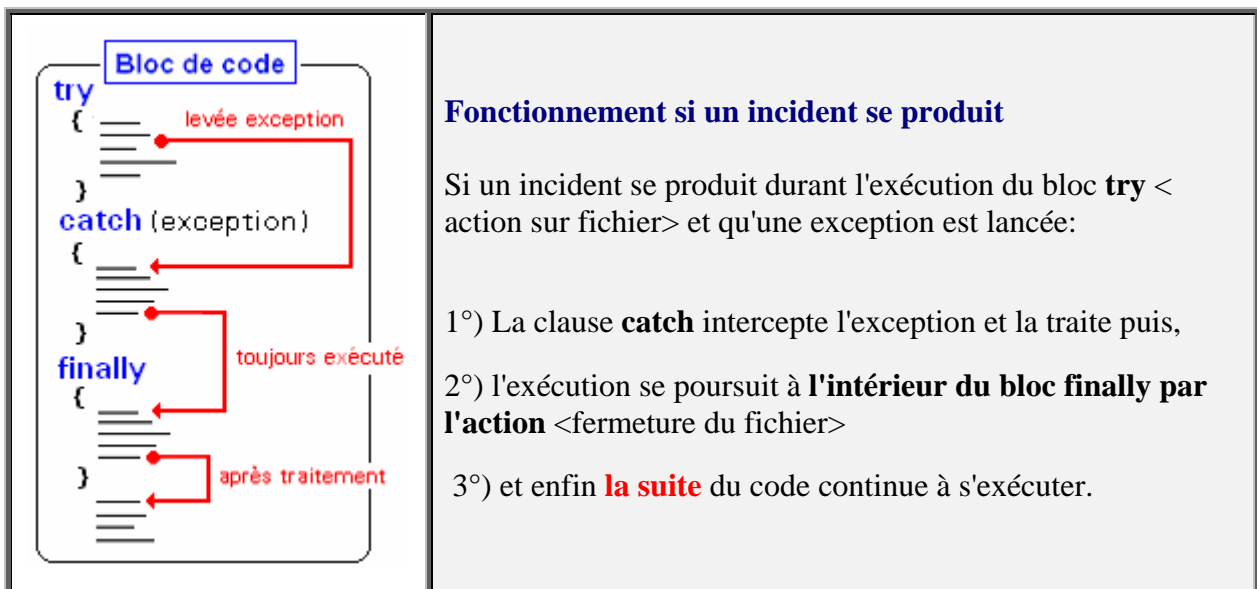 Bloc de code
try
{
levée exception
}
catch (exception)
{
}
toujours exécuté
finally
{
}
après traitement
Fonctionnement si un incident se produit
Si un incident se produit durant l'exécution du bloc try <
action sur fichier> et qu'une exception est lancée:
1°) La clause catch intercepte l'exception et la traite puis,
2°) l'exécution se poursuit à l'intérieur du bloc finally par
l'action <fermeture du fichier>
3°) et enfin la suite du code continue à s'exécuter.